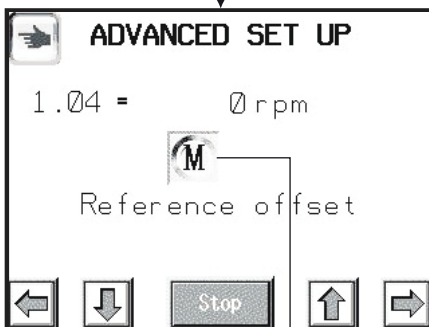 ADVANCED SET UP
1.04 = 0 rpm
M
Reference offset
Stop